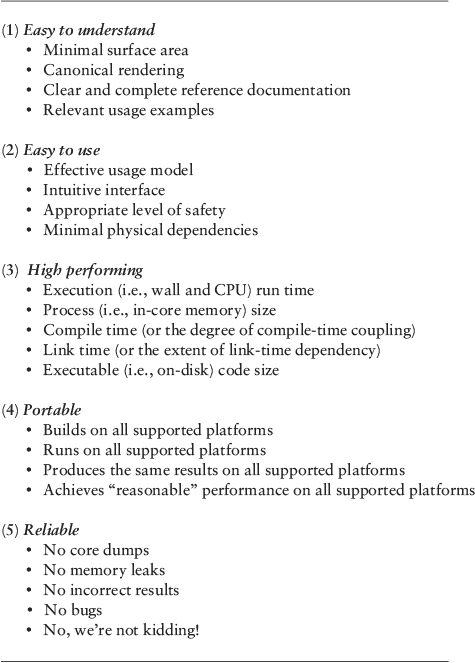 (1) Easy to understand
• Minimal surface area
• Canonical rendering
• Clear and complete reference documentation
• Relevant usage examples
(2) Easy to use
• Effective usage model
• Intuitive interface
• Appropriate level of safety
• Minimal physical dependencies
(3) High performing
• Execution (i.e., wall and CPU) run time
• Process (i.e., in-core memory) size
• Compile time (or the degree of compile-time coupling)
• Link time (or the extent of link-time dependency)
• Executable (i.e., on-disk) code size
(4) Portable
• Builds on all supported platforms
• Runs on all supported platforms
• Produces the same results on all supported platforms
• Achieves “reasonable” performance on all supported platforms
(5) Reliable
• No core dumps
• No memory leaks
• No incorrect results
• No bugs
• No, we’re not kidding!